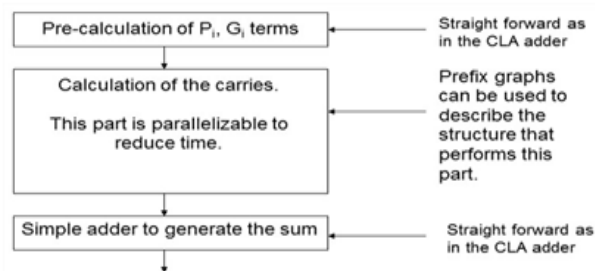 Pre-calculation of Pi, Gi terms
Straight forward as
in the CLA adder
Calculation of the carries.
This part is parallelizable to
reduce time.
Prefix graphs
can be used to
describe the
structure that
performs this
part.
Simple adder to generate the sum
Straight forward as
in the CLA adder